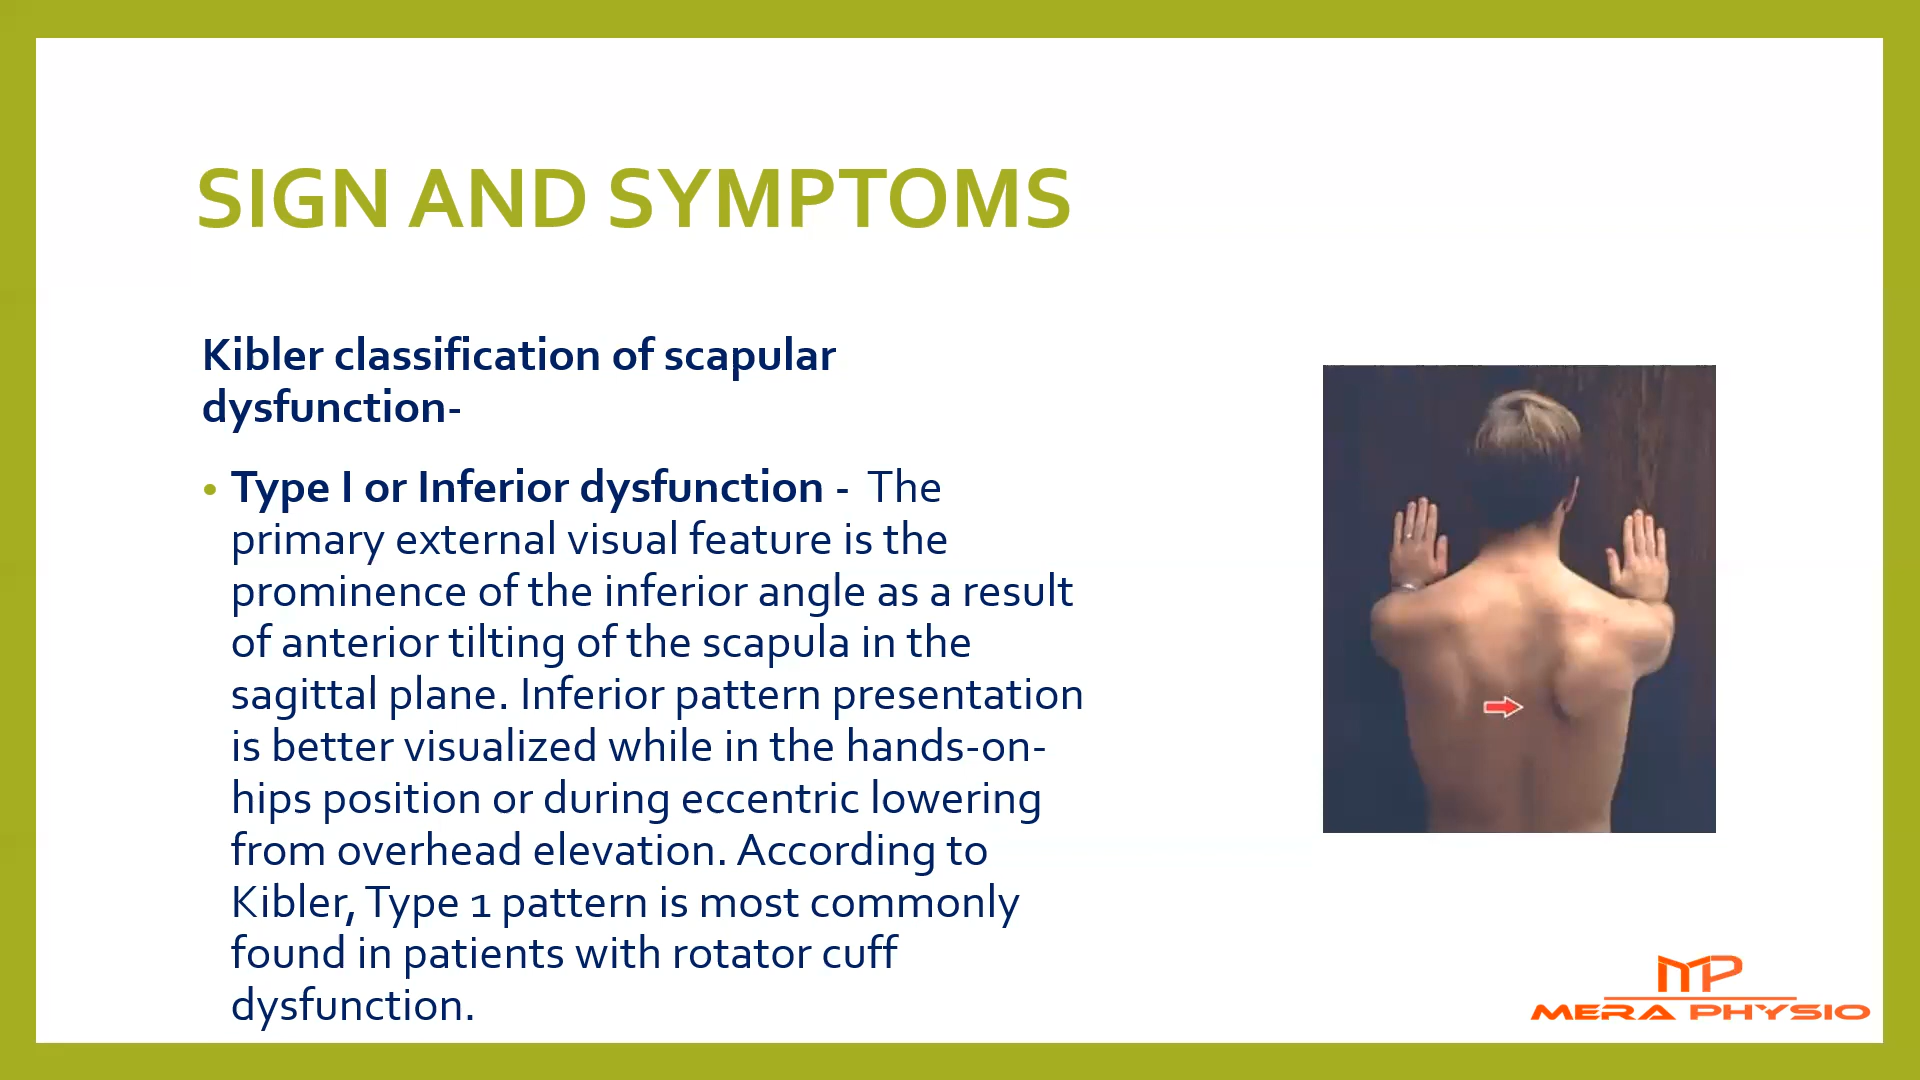 SIGN AND SYMPTOMS
Kibler classification of scapular
dysfunction-
• Type I or Inferior dysfunction - The
primary external visual feature is the
prominence of the inferior angle as a result
of anterior tilting of the scapula in the
sagittal plane. Inferior pattern presentation
is better visualized while in the hands-on-
hips position or during eccentric lowering
from overhead elevation. According to
Kibler, Type 1 pattern is most commonly
found in patients with rotator cuff
dysfunction.
MP
MERA PHYSIO